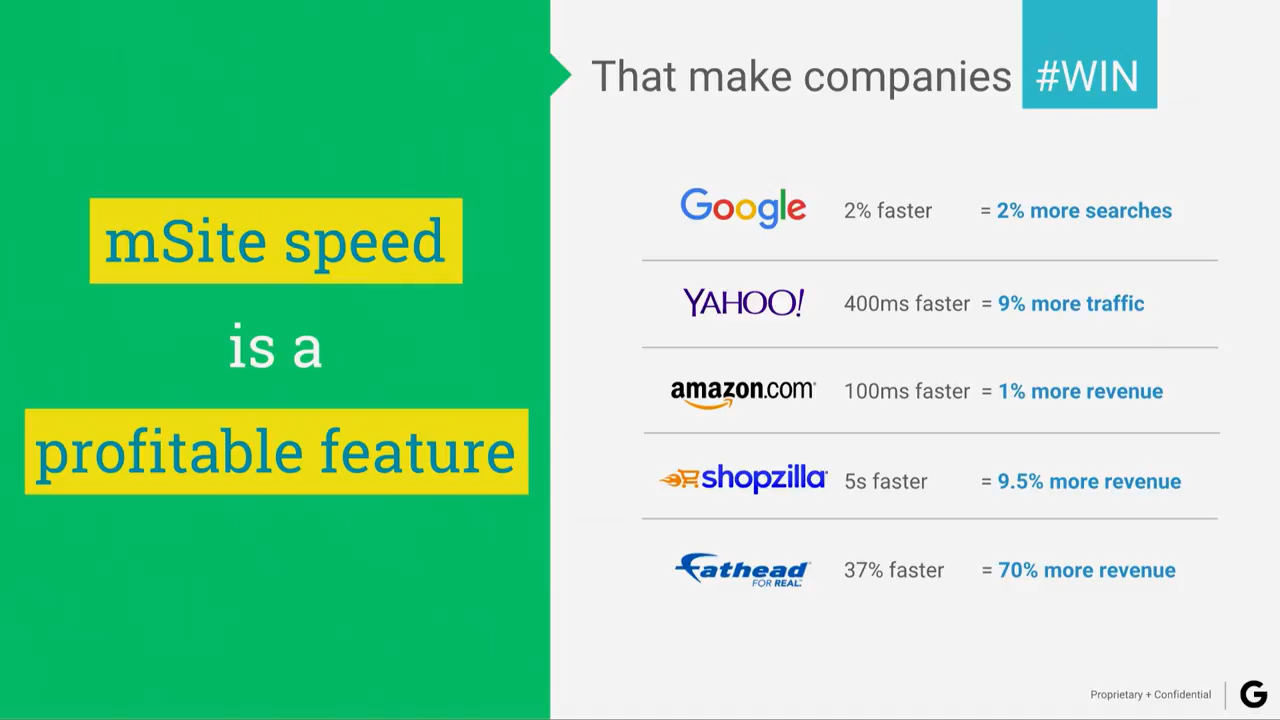 mSite speed
is a
profitable feature
That make companies #WIN
Google 2% faster = 2% more searches
YAHOO! 400ms faster = 9% more traffic
amazon.com 100ms faster = 1% more revenue
shopzilla 5s faster = 9.5% more revenue
fathead FOR REAL. 37% faster = 70% more revenue
Proprietary + Confidential G